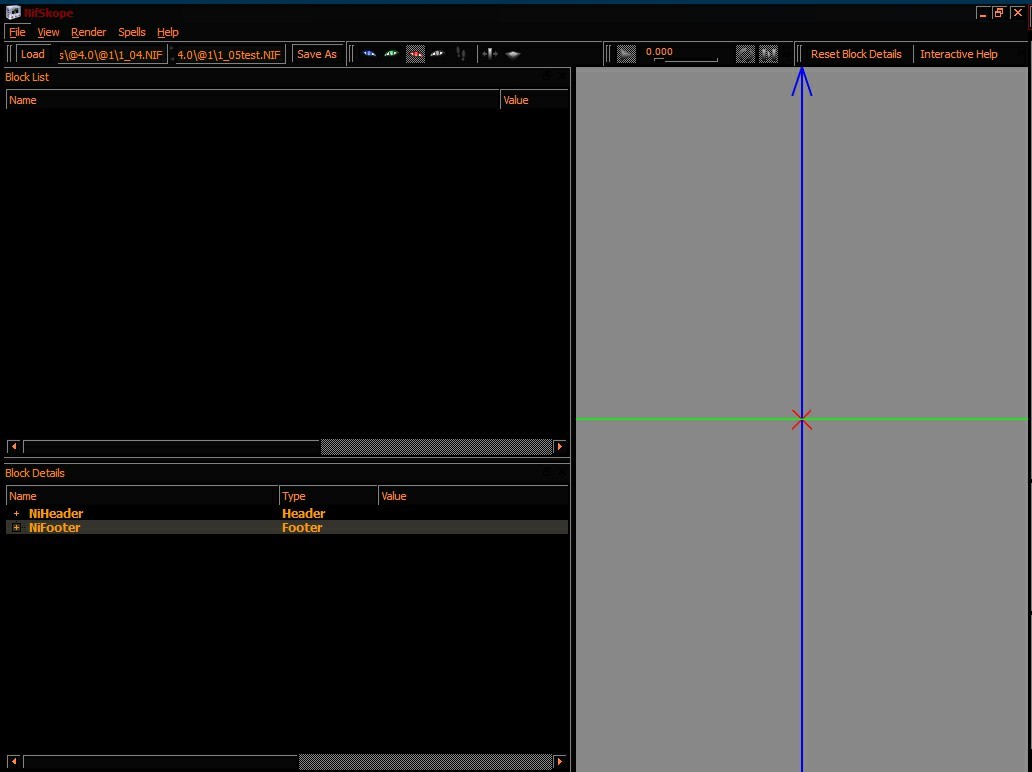 NifSkope
File View Render Spells Help
Load s\@4.0\@1\1_04.NIF 4.0\@1\1_05test.NIF Save As 0.000 Reset Block Details Interactive Help
Block List
Name Value
Block Details
Name Type Value
NiHeader Header
NiFooter Footer